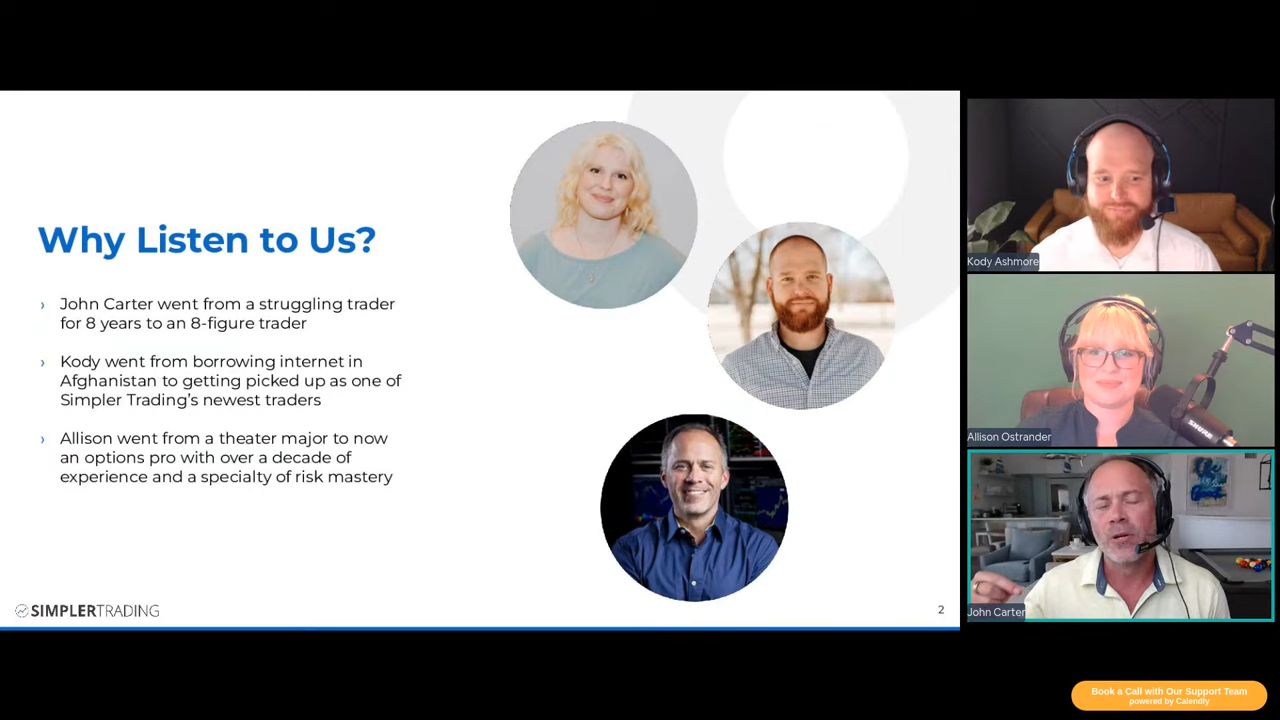 Why Listen to Us?
› John Carter went from a struggling trader
for 8 years to an 8-figure trader
› Kody went from borrowing internet in
Afghanistan to getting picked up as one of
Simpler Trading’s newest traders
› Allison went from a theater major to now
an options pro with over a decade of
experience and a specialty of risk mastery
SIMPLERTRADING
2
Kody Ashmore
Allison Ostrander
SHURE
John Carter
Book a Call with Our Support Team
powered by Calendly